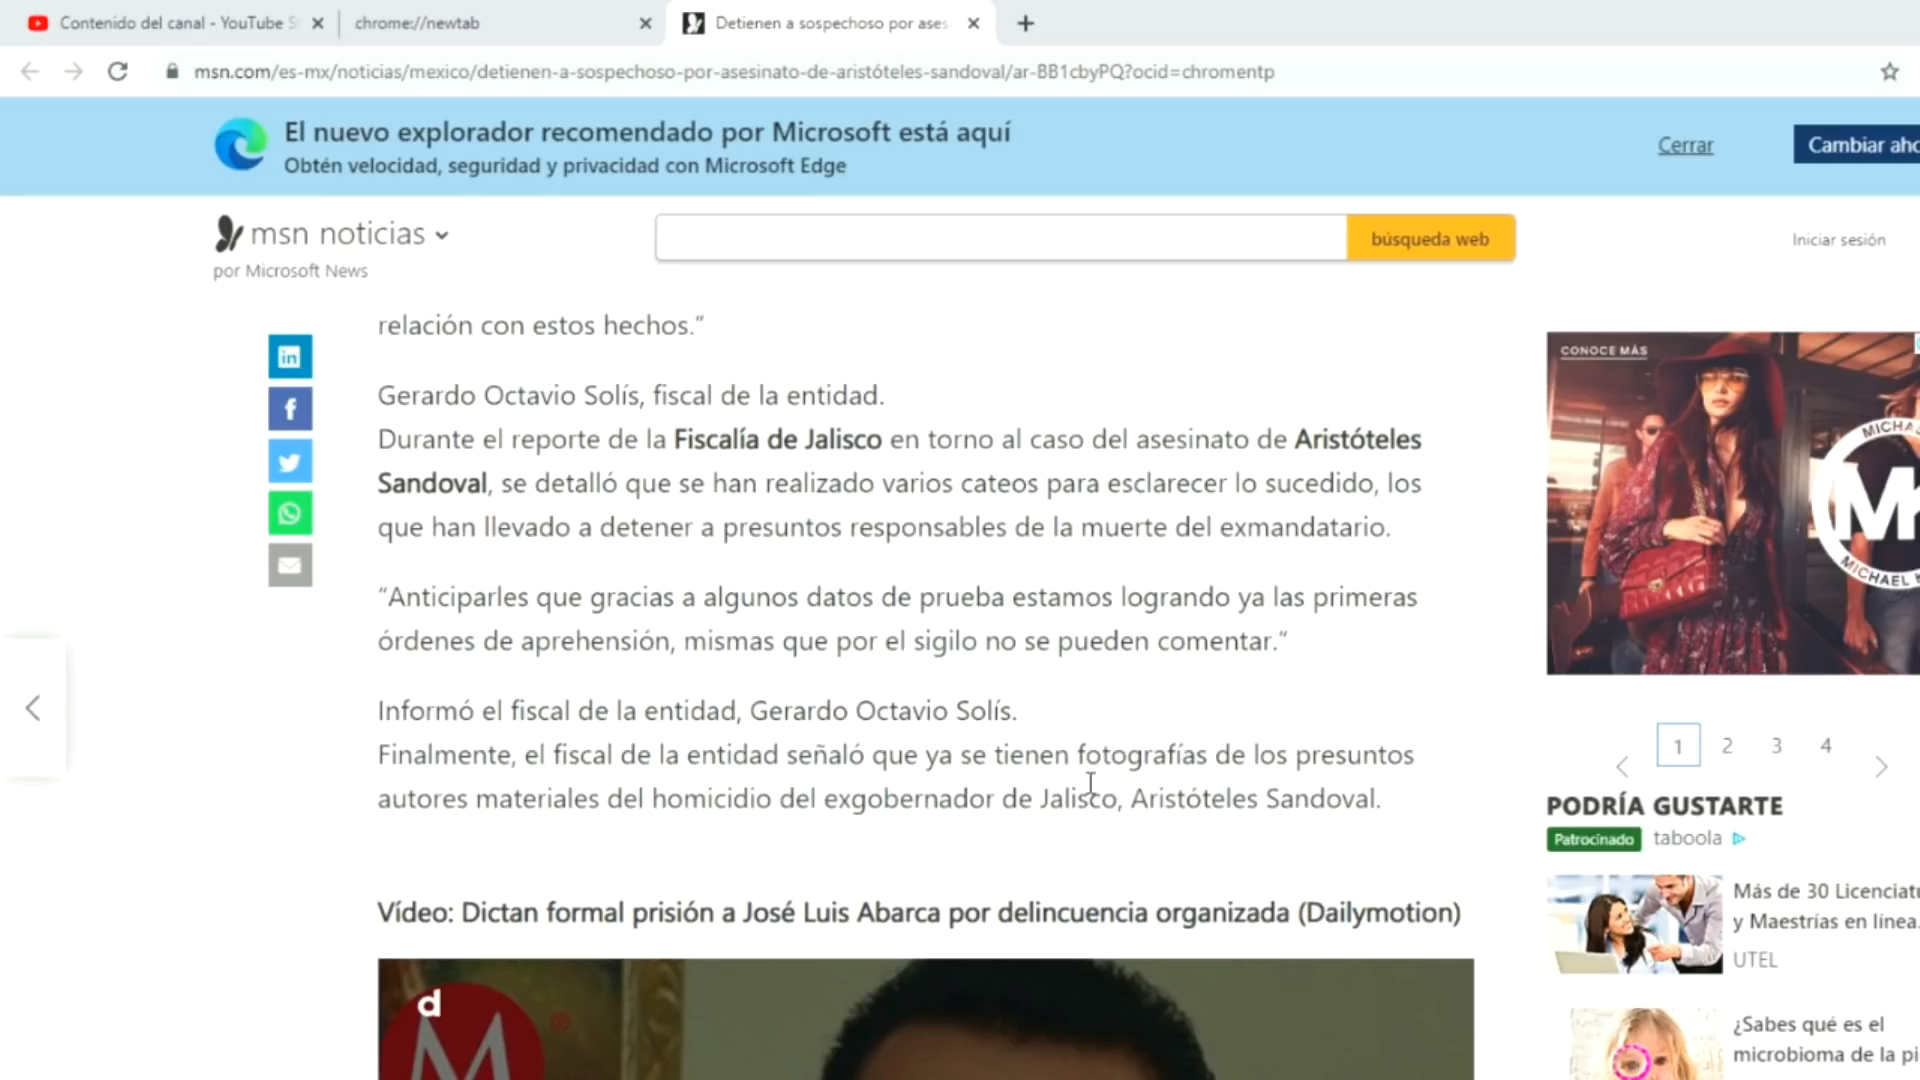 Contenido del canal - YouTube S
chrome://newtab
Detienen a sospechoso por ases
msn.com/es-mx/noticias/mexico/detienen-a-sospechoso-por-asesinato-de-aristóteles-sandoval/ar-BB1cbyPQ?ocid=chromentp
El nuevo explorador recomendado por Microsoft está aquí
Obtén velocidad, seguridad y privacidad con Microsoft Edge
Cerrar
Cambiar aho
msn noticias
por Microsoft News
búsqueda web
Iniciar sesión
relación con estos hechos.”
Gerardo Octavio Solís, fiscal de la entidad.
Durante el reporte de la Fiscalía de Jalisco en torno al caso del asesinato de Aristóteles
Sandoval, se detalló que se han realizado varios cateos para esclarecer lo sucedido, los
que han llevado a detener a presuntos responsables de la muerte del exmandatario.
“Anticiparles que gracias a algunos datos de prueba estamos logrando ya las primeras
órdenes de aprehensión, mismas que por el sigilo no se pueden comentar.”
Informó el fiscal de la entidad, Gerardo Octavio Solís.
Finalmente, el fiscal de la entidad señaló que ya se tienen fotografías de los presuntos
autores materiales del homicidio del exgobernador de Jalisco, Aristóteles Sandoval.
Vídeo: Dictan formal prisión a José Luis Abarca por delincuencia organizada (Dailymotion)
d
M
CONOCE MÁS
MICHA
MK
MICHAEL K
1 2 3 4
PODRÍA GUSTARTE
Patrocinado taboola
Más de 30 Licenciatu
y Maestrías en línea.
UTEL
¿Sabes qué es el
microbioma de la pi